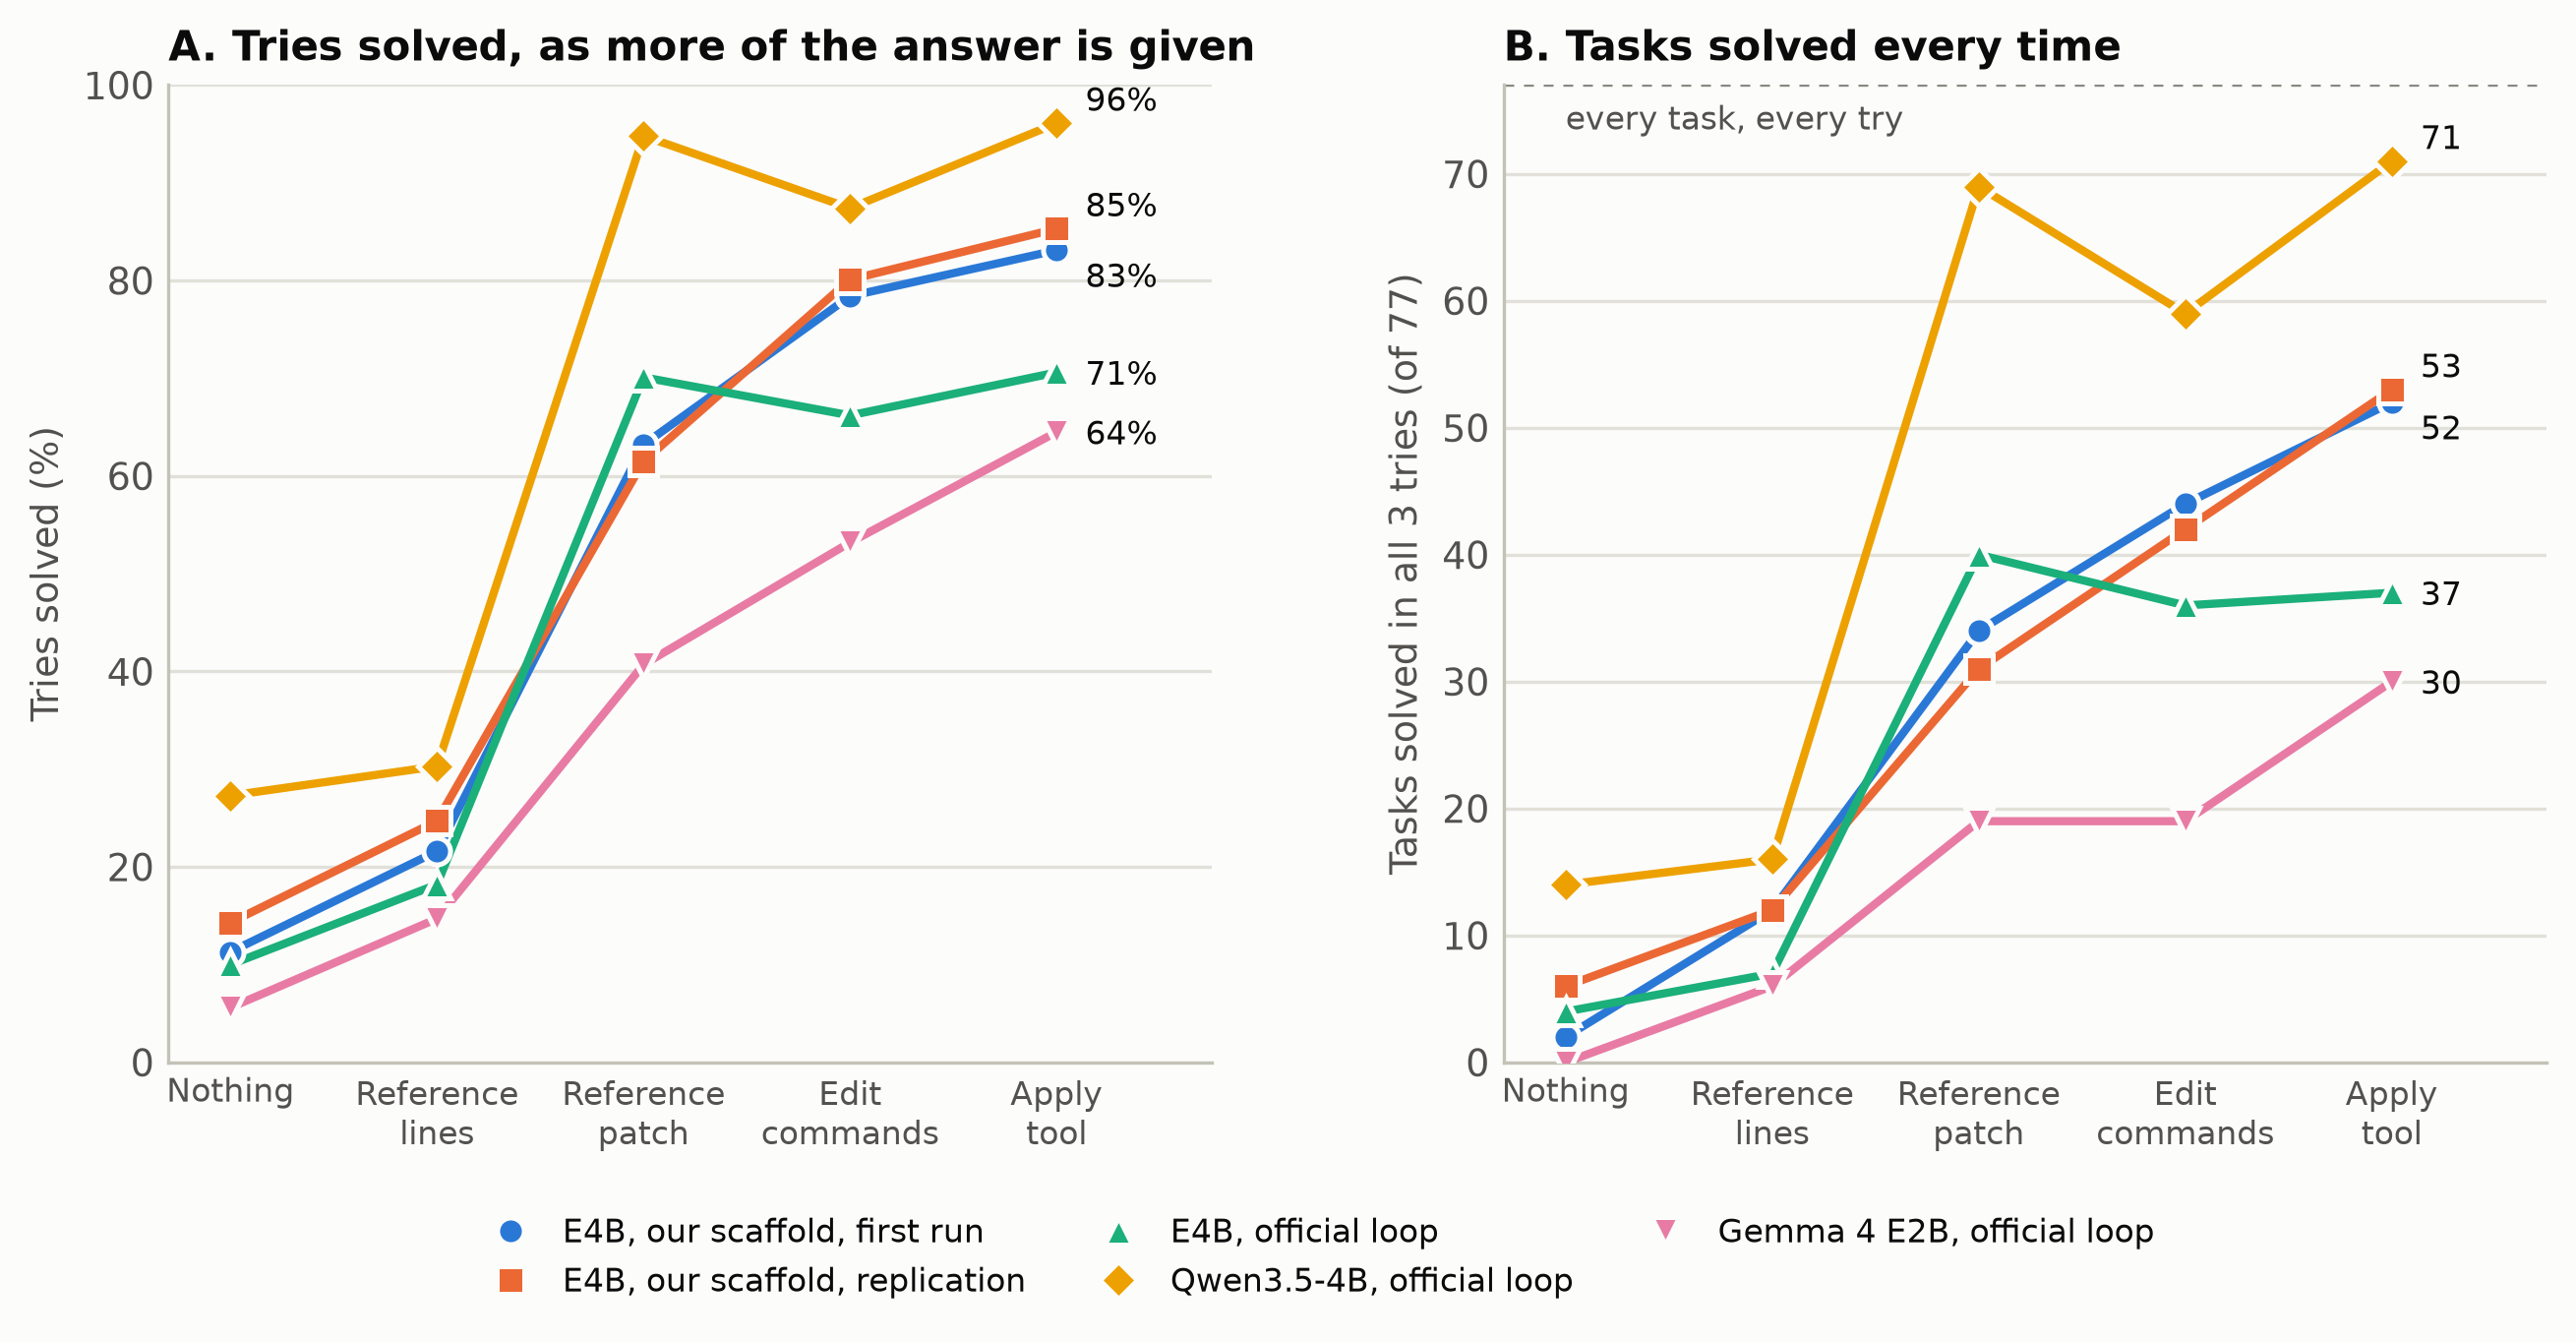 A. Tries solved, as more of the answer is given
Tries solved (%)
100
80
60
40
20
0
96%
85%
83%
71%
64%
Nothing
Reference
lines
Reference
patch
Edit
commands
Apply
tool
B. Tasks solved every time
every task, every try
Tasks solved in all 3 tries (of 77)
70
60
50
40
30
20
10
0
71
53
52
37
30
Nothing
Reference
lines
Reference
patch
Edit
commands
Apply
tool
E4B, our scaffold, first run
E4B, our scaffold, replication
E4B, official loop
Qwen3.5-4B, official loop
Gemma 4 E2B, official loop